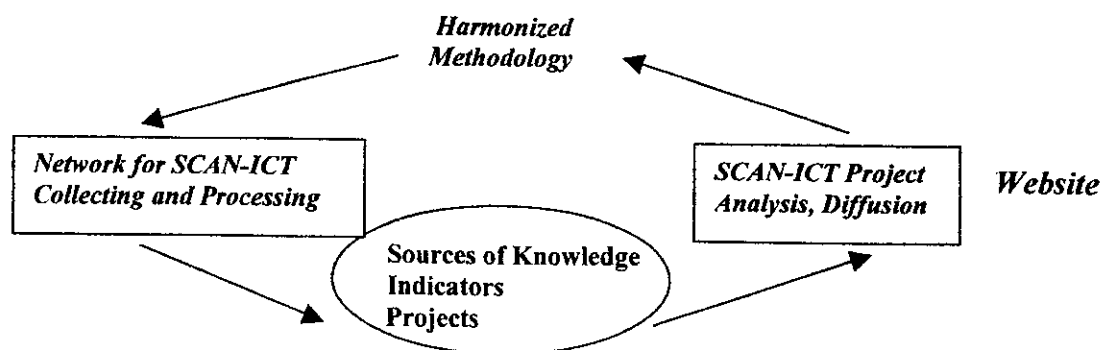 Harmonized
Methodology
Network for SCAN-ICT
Collecting and Processing
SCAN-ICT Project
Analysis, Diffusion
Website
Sources of Knowledge
Indicators
Projects